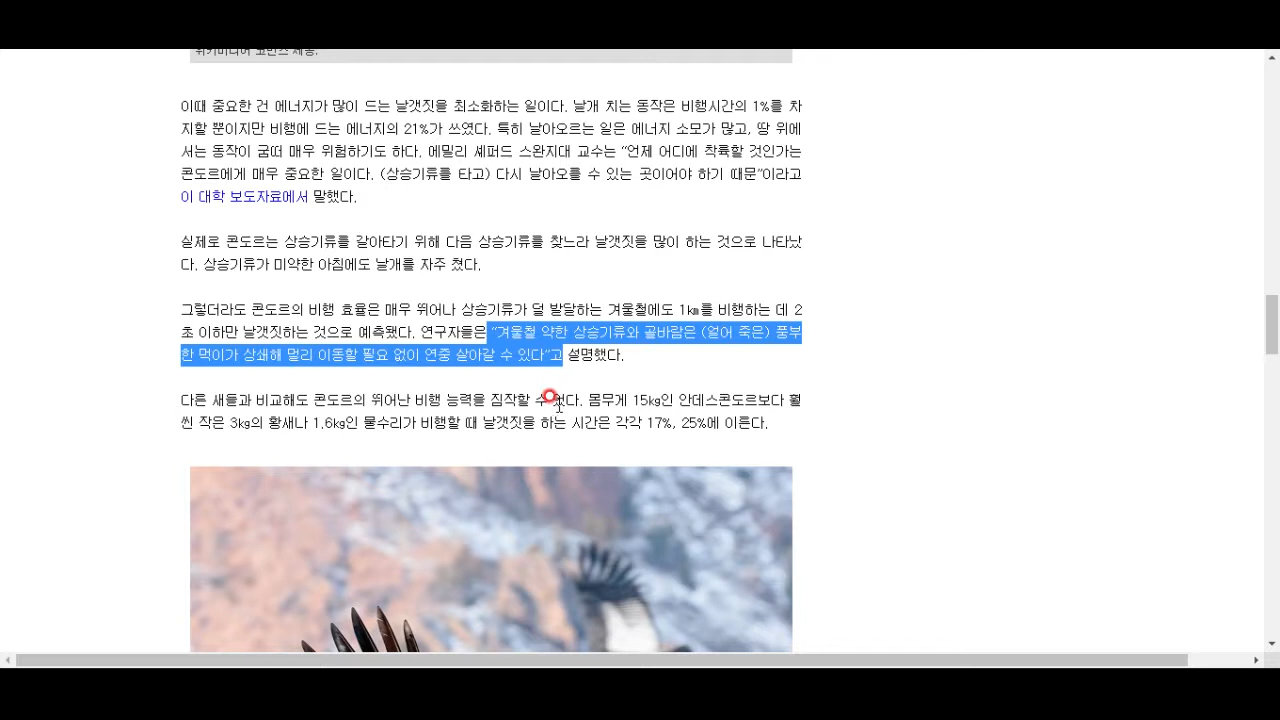 위키미디어 코먼스 제공.
이때 중요한 건 에너지가 많이 드는 날갯짓을 최소화하는 일이다. 날개 치는 동작은 비행시간의 1%를 차
지할 뿐이지만 비행에 드는 에너지의 21%가 쓰였다. 특히 날아오르는 일은 에너지 소모가 많고, 땅 위에
서는 동작이 굼떠 매우 위험하기도 하다. 에밀리 셰퍼드 스완지대 교수는 “언제 어디에 착륙할 것인가는
콘도르에게 매우 중요한 일이다. (상승기류를 타고) 다시 날아오를 수 있는 곳이어야 하기 때문”이라고
이 대학 보도자료에서 말했다.
실제로 콘도르는 상승기류를 갈아타기 위해 다음 상승기류를 찾느라 날갯짓을 많이 하는 것으로 나타났
다. 상승기류가 미약한 아침에도 날개를 자주 쳤다.
그렇더라도 콘도르의 비행 효율은 매우 뛰어나 상승기류가 덜 발달하는 겨울철에도 1㎞를 비행하는 데 2
초 이하만 날갯짓하는 것으로 예측됐다. 연구자들은 “겨울철 약한 상승기류와 골바람은 (얼어 죽은) 풍부
한 먹이가 상쇄해 멀리 이동할 필요 없이 연중 살아갈 수 있다”고 설명했다.
다른 새들과 비교해도 콘도르의 뛰어난 비행 능력을 짐작할 수 몸무게 15㎏인 안데스콘도르보다 훨
씬 작은 3㎏의 황새나 1.6㎏인 물수리가 비행할 때 날갯짓을 하는 시간은 각각 17%, 25%에 이른다.